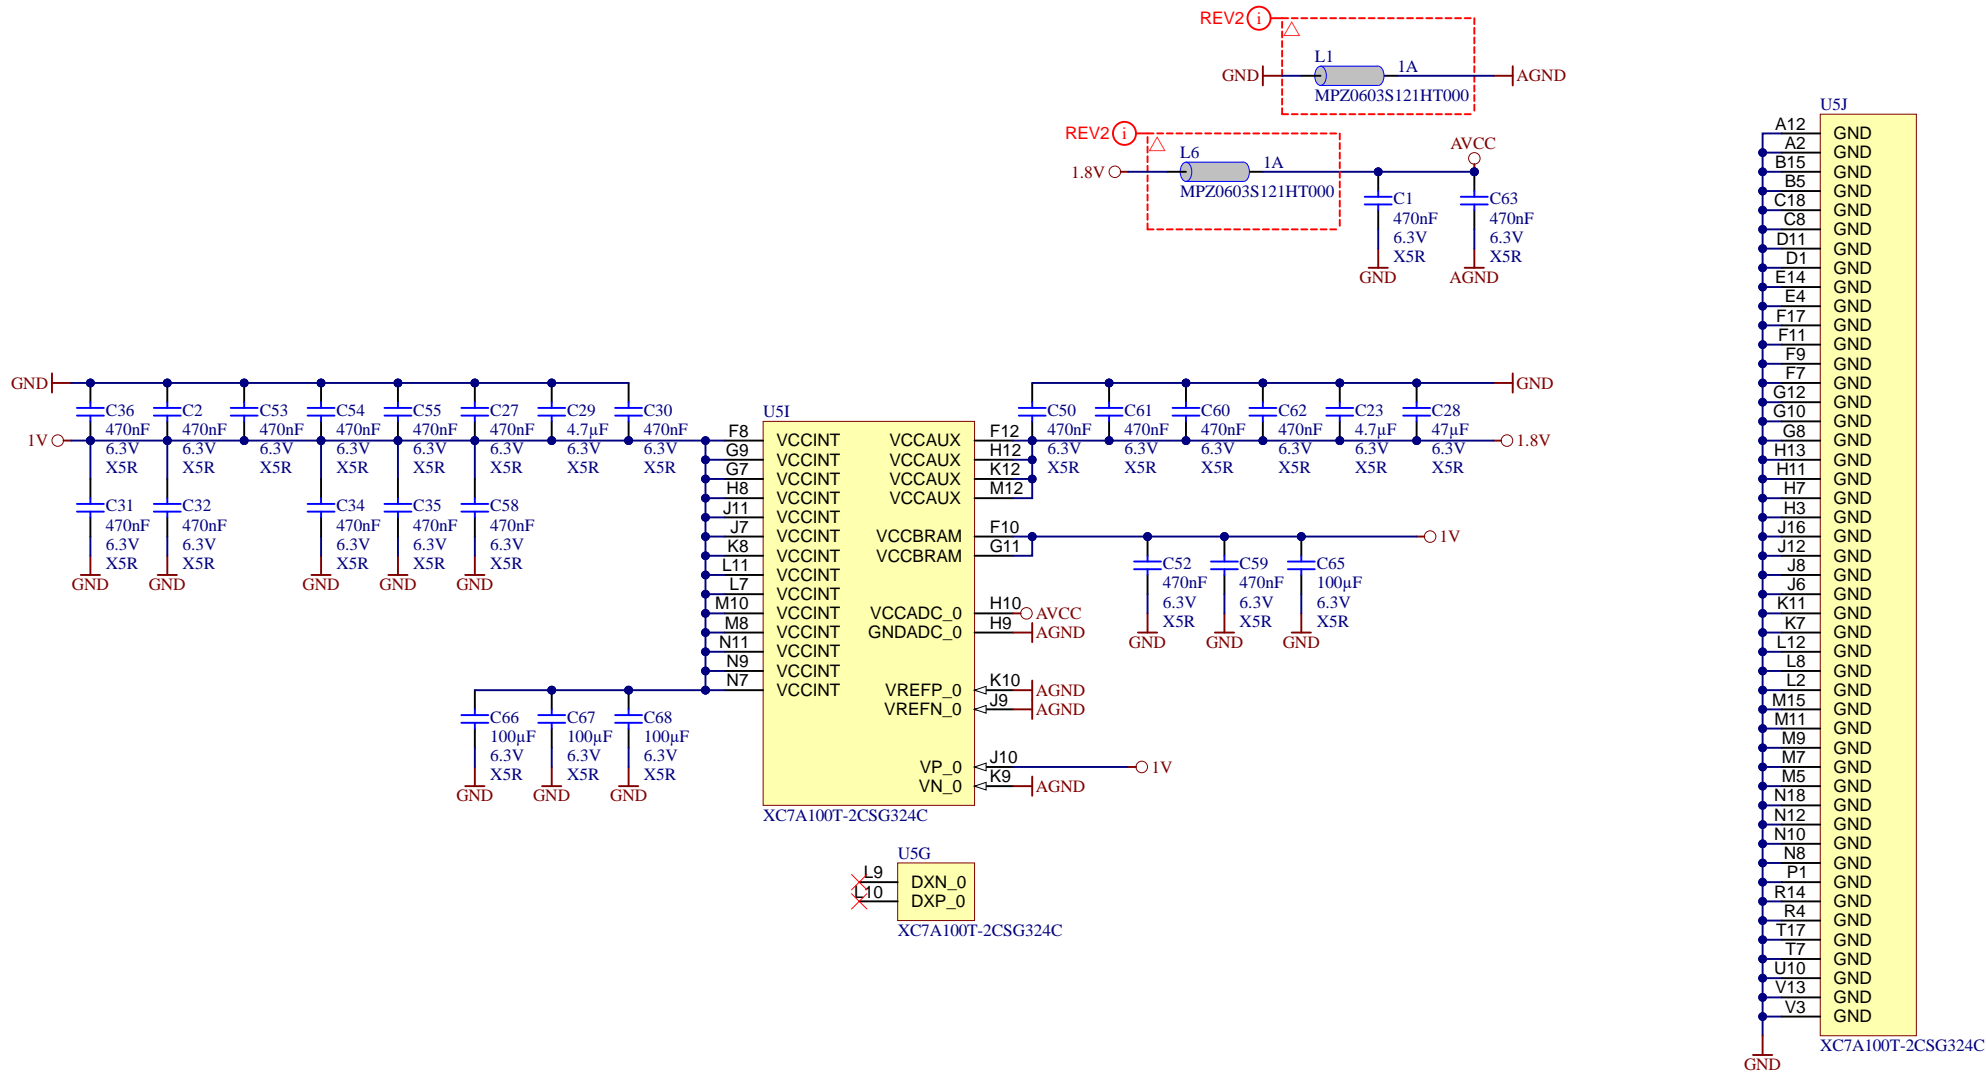 REV2 i
L1
1A
GND
AGND
MPZ0603S121HT000
REV2 i
L6
1A
1.8V
AVCC
MPZ0603S121HT000
C1
470nF
6.3V
X5R
GND
C63
470nF
6.3V
X5R
AGND
GND
1V
C36
470nF
6.3V
X5R
C2
470nF
6.3V
X5R
C53
470nF
6.3V
X5R
C54
470nF
6.3V
X5R
C55
470nF
6.3V
X5R
C27
470nF
6.3V
X5R
C29
4.7µF
6.3V
X5R
C30
470nF
6.3V
X5R
C31
470nF
6.3V
X5R
GND
C32
470nF
6.3V
X5R
GND
C34
470nF
6.3V
X5R
GND
C35
470nF
6.3V
X5R
GND
C58
470nF
6.3V
X5R
GND
C66
100µF
6.3V
X5R
GND
C67
100µF
6.3V
X5R
GND
C68
100µF
6.3V
X5R
GND
U5I
F8 VCCINT
G9 VCCINT
G7 VCCINT
H8 VCCINT
J11 VCCINT
J7 VCCINT
K8 VCCINT
L11 VCCINT
L7 VCCINT
M10 VCCINT
M8 VCCINT
N11 VCCINT
N9 VCCINT
N7 VCCINT
VCCAUX F12
VCCAUX H12
VCCAUX K12
VCCAUX M12
VCCBRAM F10
VCCBRAM G11
VCCADC_0 H10 AVCC
GNDADC_0 H9 AGND
VREFP_0 K10 AGND
VREFN_0 J9 AGND
VP_0 J10 1V
VN_0 K9 AGND
XC7A100T-2CSG324C
C50
470nF
6.3V
X5R
C61
470nF
6.3V
X5R
C60
470nF
6.3V
X5R
C62
470nF
6.3V
X5R
C23
4.7µF
6.3V
X5R
C28
47µF
6.3V
X5R
GND
1.8V
1V
C52
470nF
6.3V
X5R
GND
C59
470nF
6.3V
X5R
GND
C65
100µF
6.3V
X5R
GND
U5G
L9 DXN_0
L10 DXP_0
XC7A100T-2CSG324C
U5J
A12 GND
A2 GND
B15 GND
B5 GND
C18 GND
C8 GND
D11 GND
D1 GND
E14 GND
E4 GND
F17 GND
F11 GND
F9 GND
F7 GND
G12 GND
G10 GND
G8 GND
H13 GND
H11 GND
H7 GND
H3 GND
J16 GND
J12 GND
J8 GND
J6 GND
K11 GND
K7 GND
L12 GND
L8 GND
L2 GND
M15 GND
M11 GND
M9 GND
M7 GND
M5 GND
N18 GND
N12 GND
N10 GND
N8 GND
P1 GND
R14 GND
R4 GND
T17 GND
T7 GND
U10 GND
V13 GND
V3 GND
XC7A100T-2CSG324C
GND